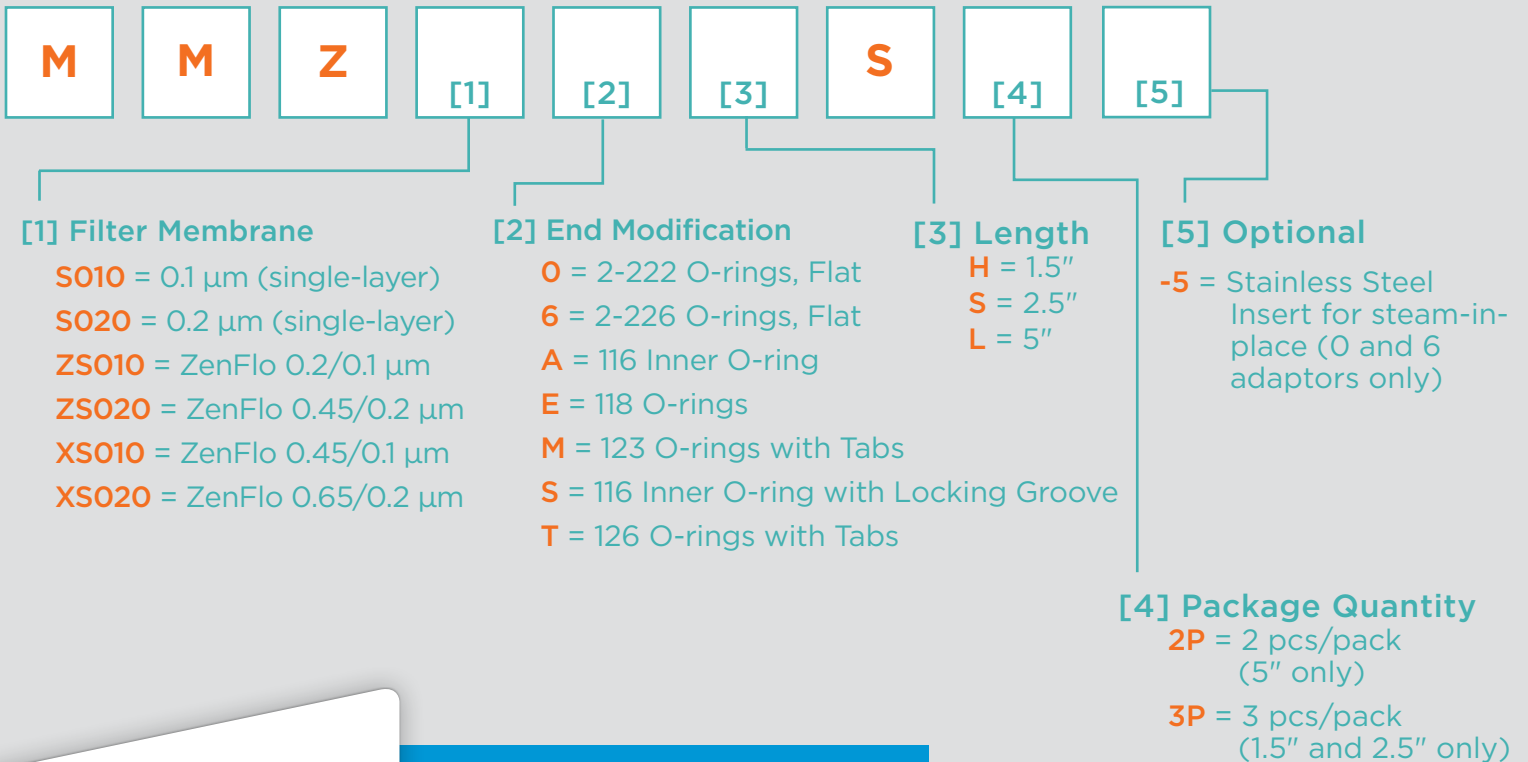 M M Z [1] [2] [3] S [4] [5]
[1] Filter Membrane
S010 = 0.1 µm (single-layer)
S020 = 0.2 µm (single-layer)
ZS010 = ZenFlo 0.2/0.1 µm
ZS020 = ZenFlo 0.45/0.2 µm
XS010 = ZenFlo 0.45/0.1 µm
XS020 = ZenFlo 0.65/0.2 µm
[2] End Modification
0 = 2-222 O-rings, Flat
6 = 2-226 O-rings, Flat
A = 116 Inner O-ring
E = 118 O-rings
M = 123 O-rings with Tabs
S = 116 Inner O-ring with Locking Groove
T = 126 O-rings with Tabs
[3] Length
H = 1.5"
S = 2.5"
L = 5"
[5] Optional
-5 = Stainless Steel
Insert for steam-in-
place (0 and 6
adaptors only)
[4] Package Quantity
2P = 2 pcs/pack
(5" only)
3P = 3 pcs/pack
(1.5" and 2.5" only)